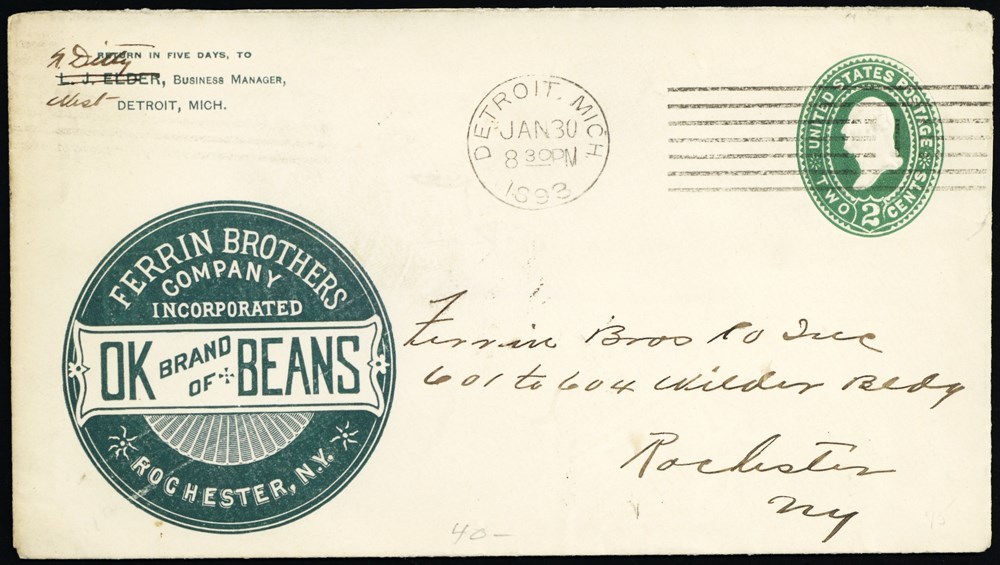 RETURN IN FIVE DAYS, TO
L. J. ELDER, BUSINESS MANAGER,
West DETROIT, MICH.
DETROIT, MICH
JAN 30
8 30 PM
1893
UNITED STATES POSTAGE
TWO 2 CENTS
FERRIN BROTHERS
COMPANY
INCORPORATED
OK BRAND OF BEANS
ROCHESTER, N.Y.
Ferrin Bros Co Inc
601 to 604 Wilder Bldg
Rochester
Ny
40-